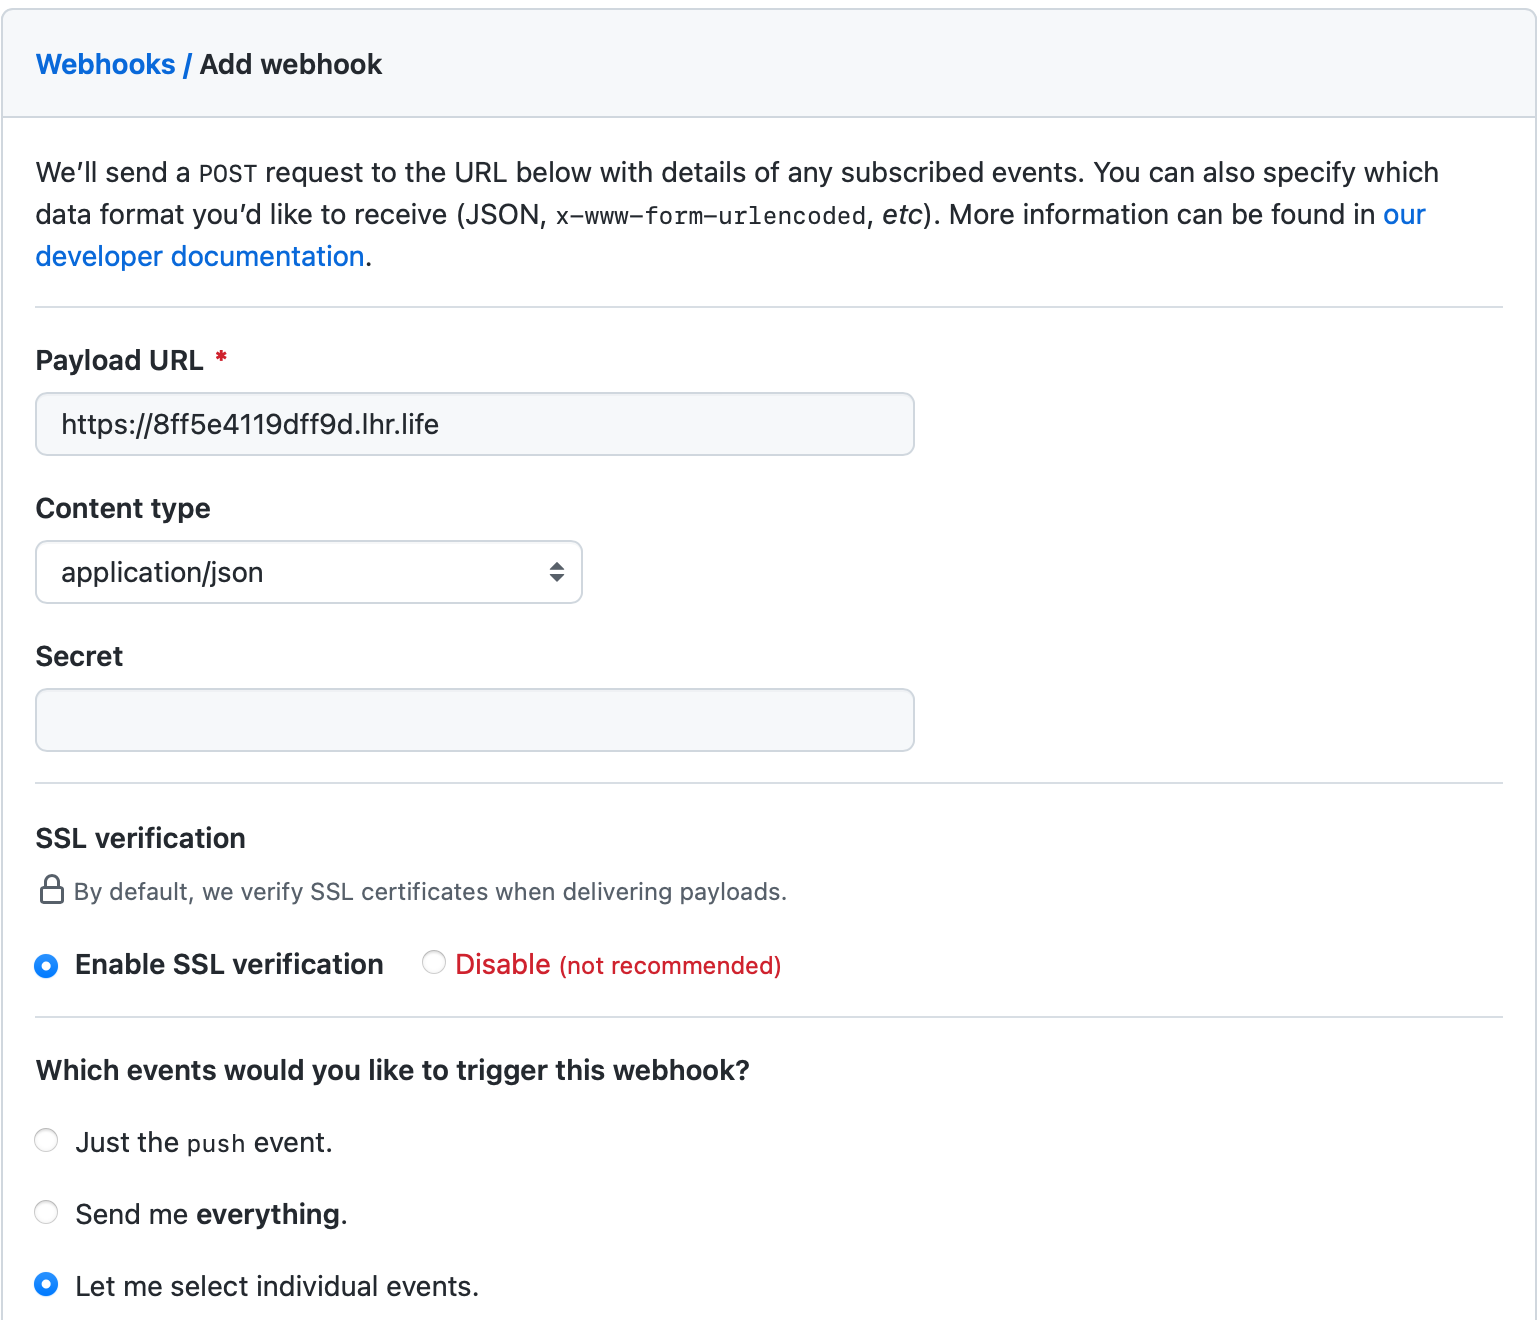 Webhooks / Add webhook
We’ll send a POST request to the URL below with details of any subscribed events. You can also specify which
data format you’d like to receive (JSON, x-www-form-urlencoded, etc). More information can be found in our
developer documentation.
Payload URL *
https://8ff5e4119dff9d.lhr.life
Content type
application/json
Secret
SSL verification
By default, we verify SSL certificates when delivering payloads.
Enable SSL verification Disable (not recommended)
Which events would you like to trigger this webhook?
Just the push event.
Send me everything.
Let me select individual events.